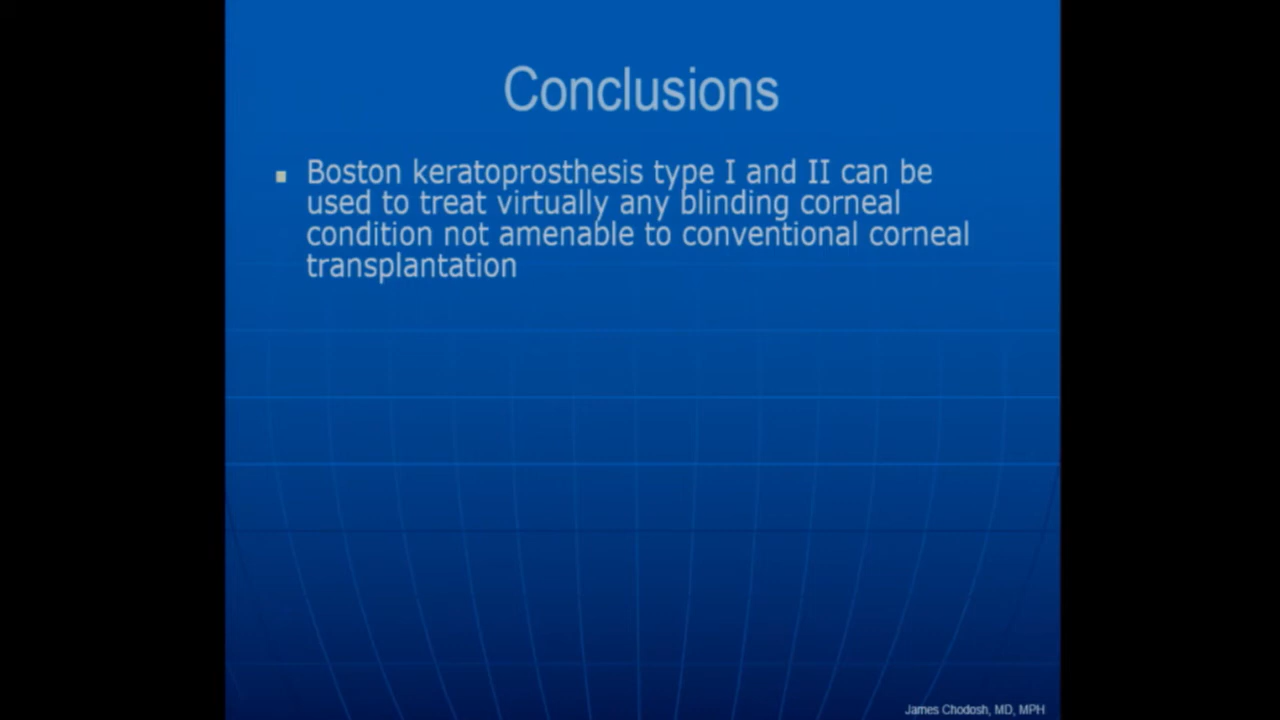 Conclusions
Boston keratoprosthesis type I and II can be
used to treat virtually any blinding corneal
condition not amenable to conventional corneal
transplantation
James Chodosh, MD, MPH